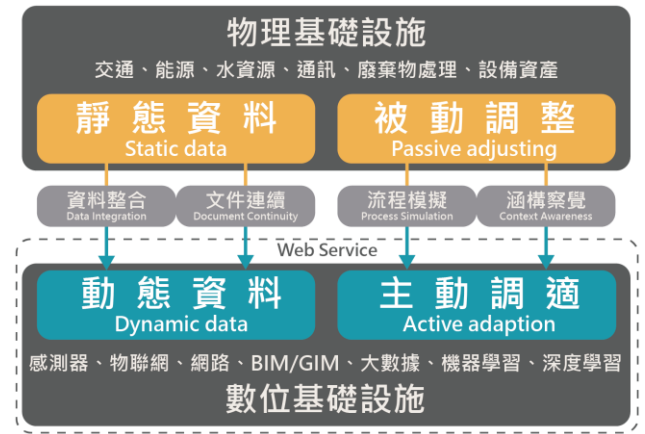 物理基礎設施
交通、能源、水資源、通訊、廢棄物處理、設備資產
靜態資料
Static data
被動調整
Passive adjusting
資料整合
Data Integration
文件連續
Document Continuity
流程模擬
Process Simulation
涵構察覺
Context Awareness
Web Service
動態資料
Dynamic data
主動調適
Active adaption
感測器、物聯網、網路、BIM/GIM、大數據、機器學習、深度學習
數位基礎設施